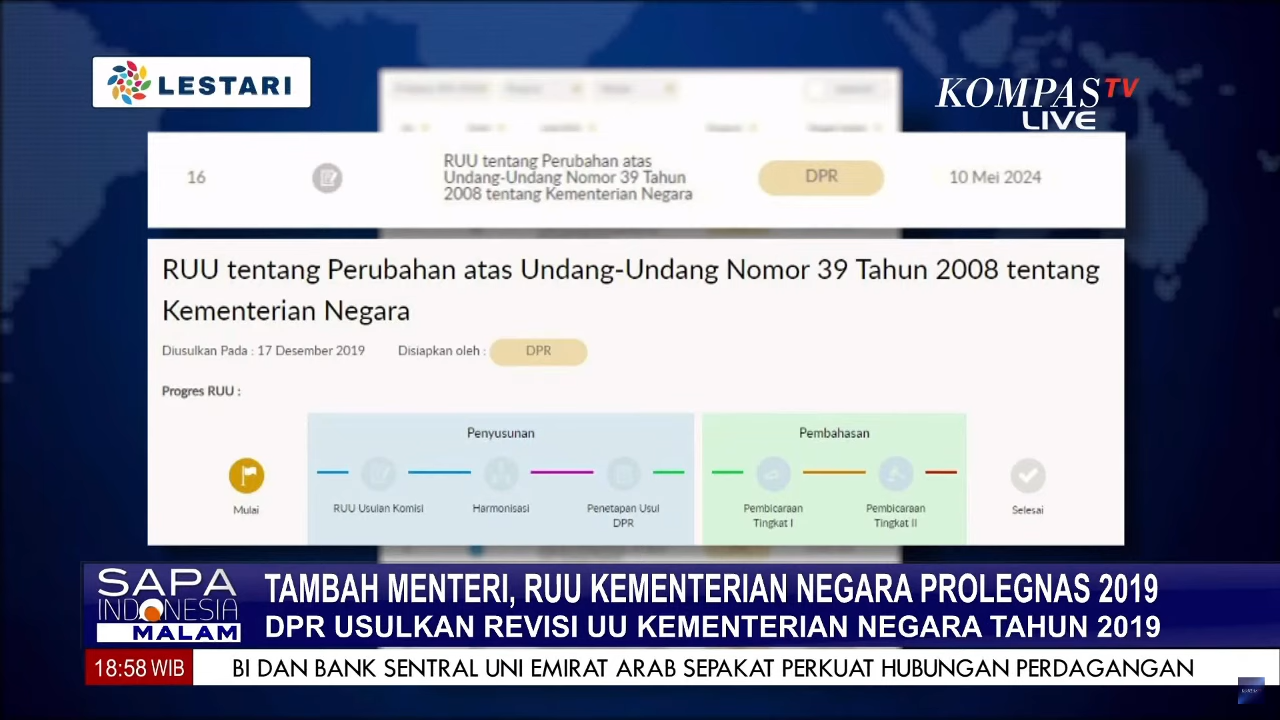 LESTARI
KOMPAS TV
LIVE
16
RUU tentang Perubahan atas
Undang-Undang Nomor 39 Tahun
2008 tentang Kementerian Negara
DPR
10 Mei 2024
RUU tentang Perubahan atas Undang-Undang Nomor 39 Tahun 2008 tentang
Kementerian Negara
Diusulkan Pada : 17 Desember 2019
Disiapkan oleh :
DPR
Progres RUU :
Penyusunan
Pembahasan
Mulai
RUU Usulan Komisi
Harmonisasi
Penetapan Usul
DPR
Pembicaraan
Tingkat I
Pembicaraan
Tingkat II
Selesai
SAPA
INDONESIA
MALAM
TAMBAH MENTERI, RUU KEMENTERIAN NEGARA PROLEGNAS 2019
DPR USULKAN REVISI UU KEMENTERIAN NEGARA TAHUN 2019
18:58 WIB
BI DAN BANK SENTRAL UNI EMIRAT ARAB SEPAKAT PERKUAT HUBUNGAN PERDAGANGAN